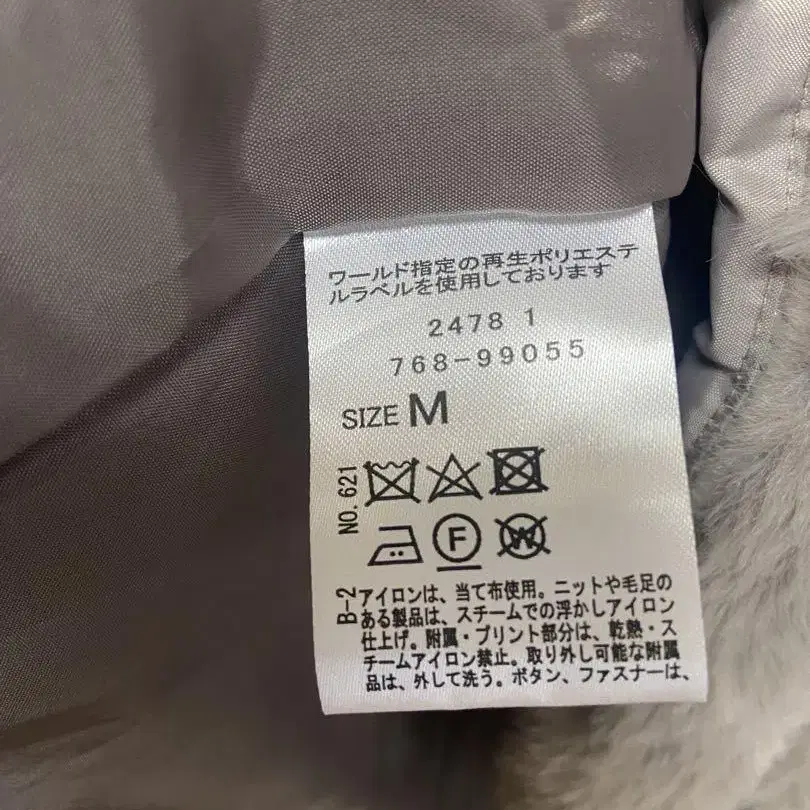 ワールド指定の再生ポリエステ
ルラベルを使用しております
2478 1
768-99055
SIZE M
NO. 621
F
W
B-2
アイロンは、当て布使用。ニットや毛足の
ある製品は、スチームでの浮かしアイロン
仕上げ。附属・プリント部分は、乾熱・ス
チームアイロン禁止。取り外し可能な附属
品は、外して洗う。ボタン、ファスナーは、